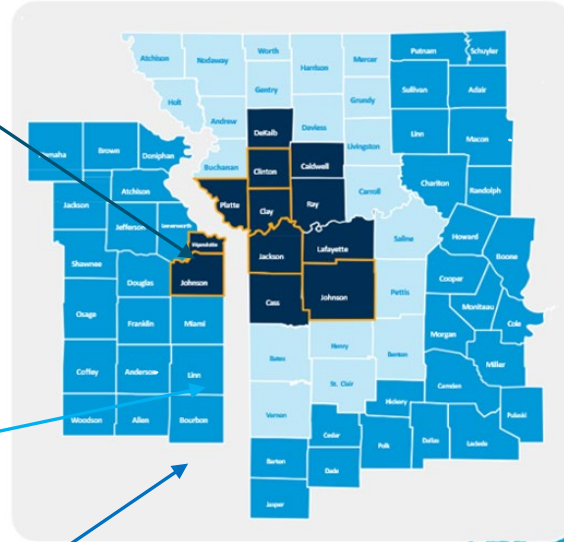 Atchison
Nodaway
Worth
Harrison
Mercer
Putnam
Schuyler
Holt
Gentry
Grundy
Sullivan
Adair
Andrew
DeKalb
Daviess
Livingston
Linn
Macon
Brown
Doniphan
Buchanan
Clinton
Caldwell
Carroll
Chariton
Randolph
Atchison
Jackson
Jefferson
Leavenworth
Platte
Clay
Ray
Saline
Howard
Boone
Wyandotte
Shawnee
Douglas
Johnson
Jackson
Lafayette
Cass
Johnson
Pettis
Cooper
Moniteau
Cole
Osage
Franklin
Miami
Bates
Henry
Benton
Morgan
Miller
Coffey
Anderson
Linn
St. Clair
Camden
Woodson
Allen
Bourbon
Vernon
Hickory
Pulaski
Cedar
Polk
Dallas
Laclede
Barton
Dade
Jasper